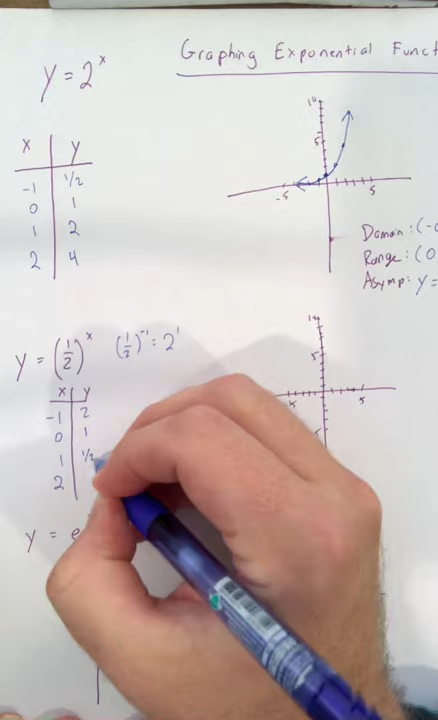 Graphing Exponential
y = 2^x
x y
-1 1/2
0 1
1 2
2 4
10
5
-5 5
Domain: (-
Range: (0
Asymp: y =
y = (1/2)^x (1/2)^-1 = 2^1
x y
-1 2
0 1
1 1/2
2
10
5
-5 5
y = e